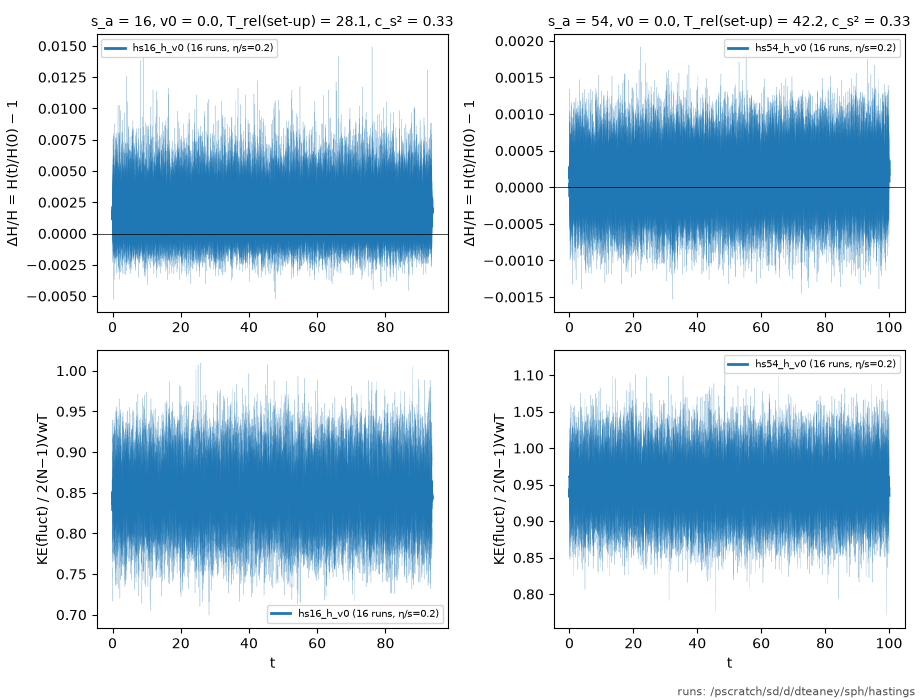 s_a = 16, v0 = 0.0, T_rel(set-up) = 28.1, c_s² = 0.33
s_a = 54, v0 = 0.0, T_rel(set-up) = 42.2, c_s² = 0.33
ΔH/H = H(t)/H(0) − 1
0.0150
0.0125
0.0100
0.0075
0.0050
0.0025
0.0000
−0.0025
−0.0050
hs16_h_v0 (16 runs, η/s=0.2)
0 20 40 60 80
ΔH/H = H(t)/H(0) − 1
0.0020
0.0015
0.0010
0.0005
0.0000
−0.0005
−0.0010
−0.0015
hs54_h_v0 (16 runs, η/s=0.2)
0 20 40 60 80 100
KE(fluct) / 2(N−1)VwT
1.00
0.95
0.90
0.85
0.80
0.75
0.70
hs16_h_v0 (16 runs, η/s=0.2)
0 20 40 60 80
t
KE(fluct) / 2(N−1)VwT
1.10
1.05
1.00
0.95
0.90
0.85
0.80
hs54_h_v0 (16 runs, η/s=0.2)
0 20 40 60 80 100
t
runs: /pscratch/sd/d/dteaney/sph/hastings